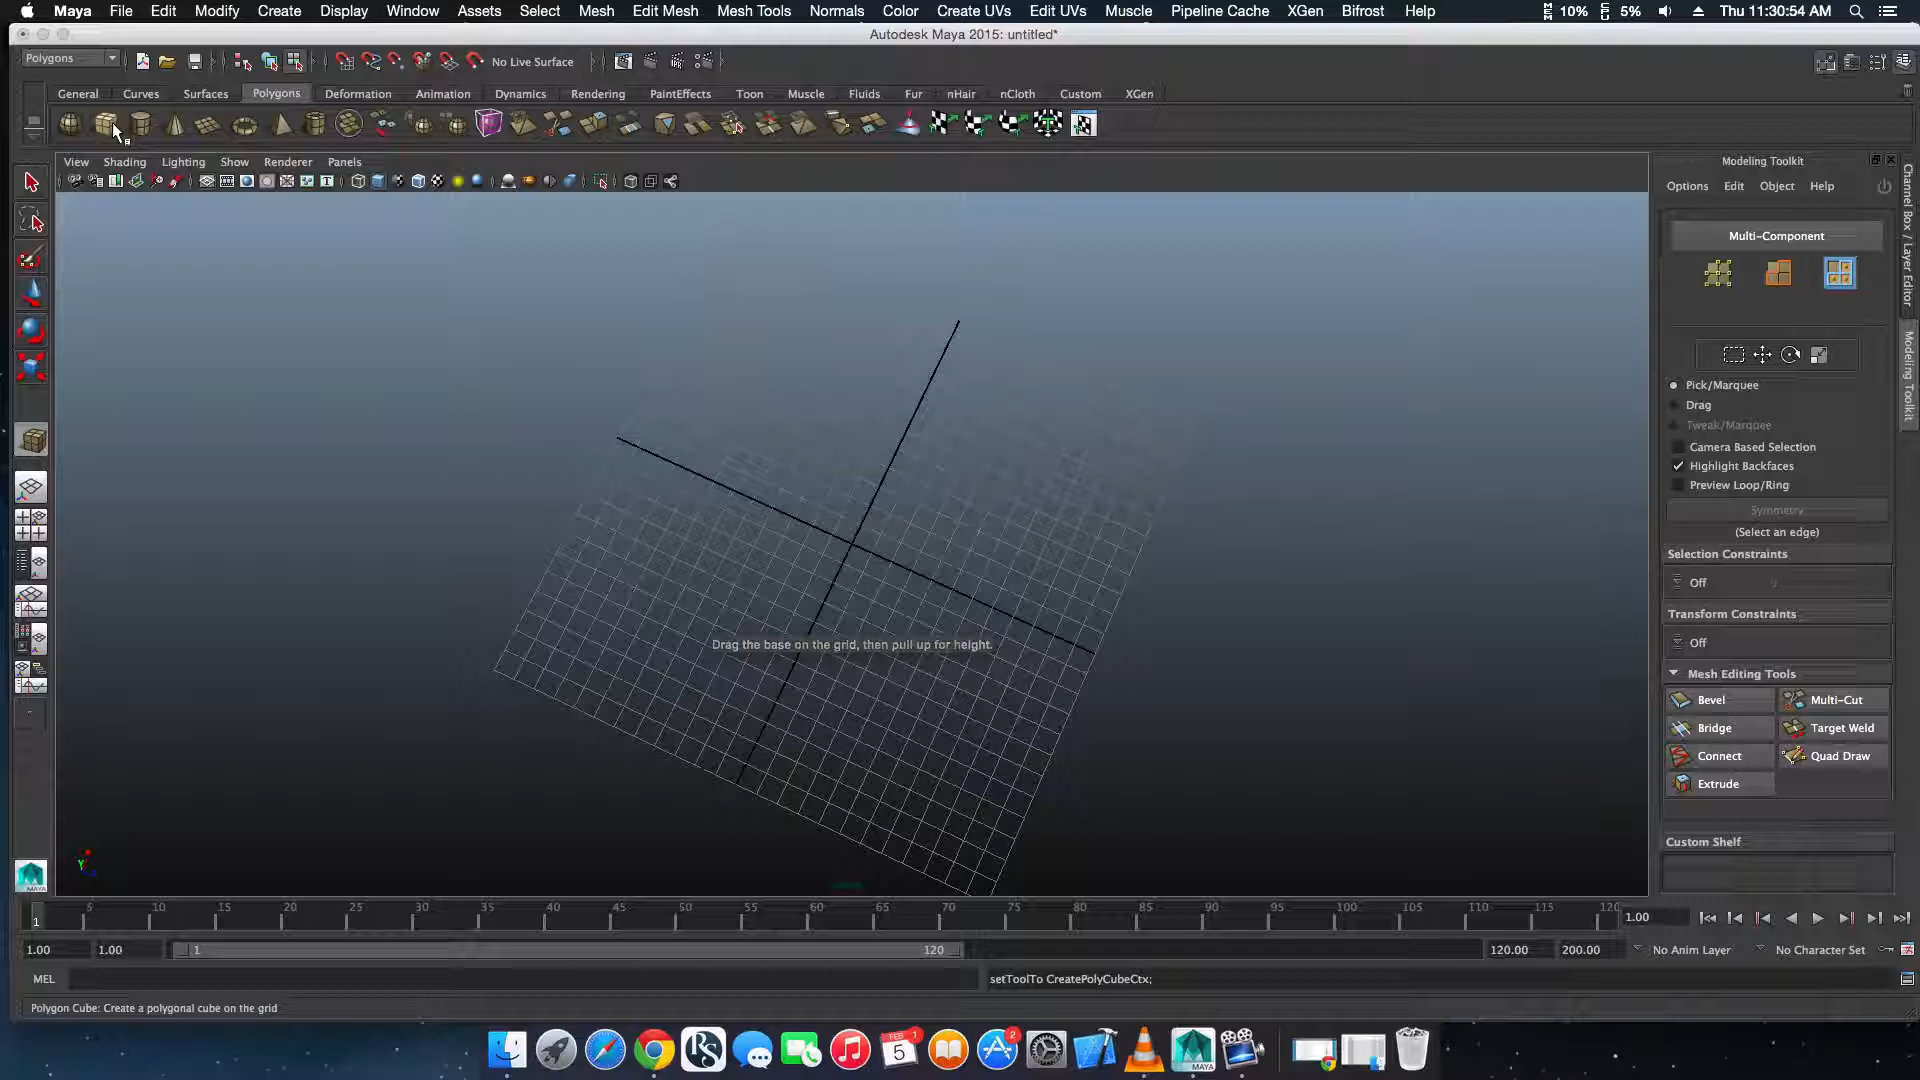 Maya File Edit Modify Create Display Window Assets Select Mesh Edit Mesh Mesh Tools Normals Color Create UVs Edit UVs Muscle Pipeline Cache XGen Bifrost Help 10% 5% Thu 11:30:54 AM
Autodesk Maya 2015: untitled*
Polygons No Live Surface
General Curves Surfaces Polygons Deformation Animation Dynamics Rendering PaintEffects Toon Muscle Fluids Fur nHair nCloth Custom XGen
View Shading Lighting Show Renderer Panels
Modeling Toolkit
Options Edit Object Help
Multi-Component
Pick/Marquee
Drag
Tweak/Marquee
Camera Based Selection
Highlight Backfaces
Preview Loop/Ring
Symmetry
(Select an edge)
Selection Constraints
Off
Transform Constraints
Off
Mesh Editing Tools
Bevel Multi-Cut
Bridge Target Weld
Connect Quad Draw
Extrude
Custom Shelf
Channel Box / Layer Editor
Modeling Toolkit
Drag the base on the grid, then pull up for height.
Y
MAYA
1 5 10 15 20 25 30 35 40 45 50 55 60 65 70 75 80 85 90 95 100 105 110 115 120 1.00
1.00 1.00 1 120 120.00 200.00 No Anim Layer No Character Set
MEL setToolTo CreatePolyCubeCtx;
Polygon Cube: Create a polygonal cube on the grid
FEB 1
5
2
MAYA